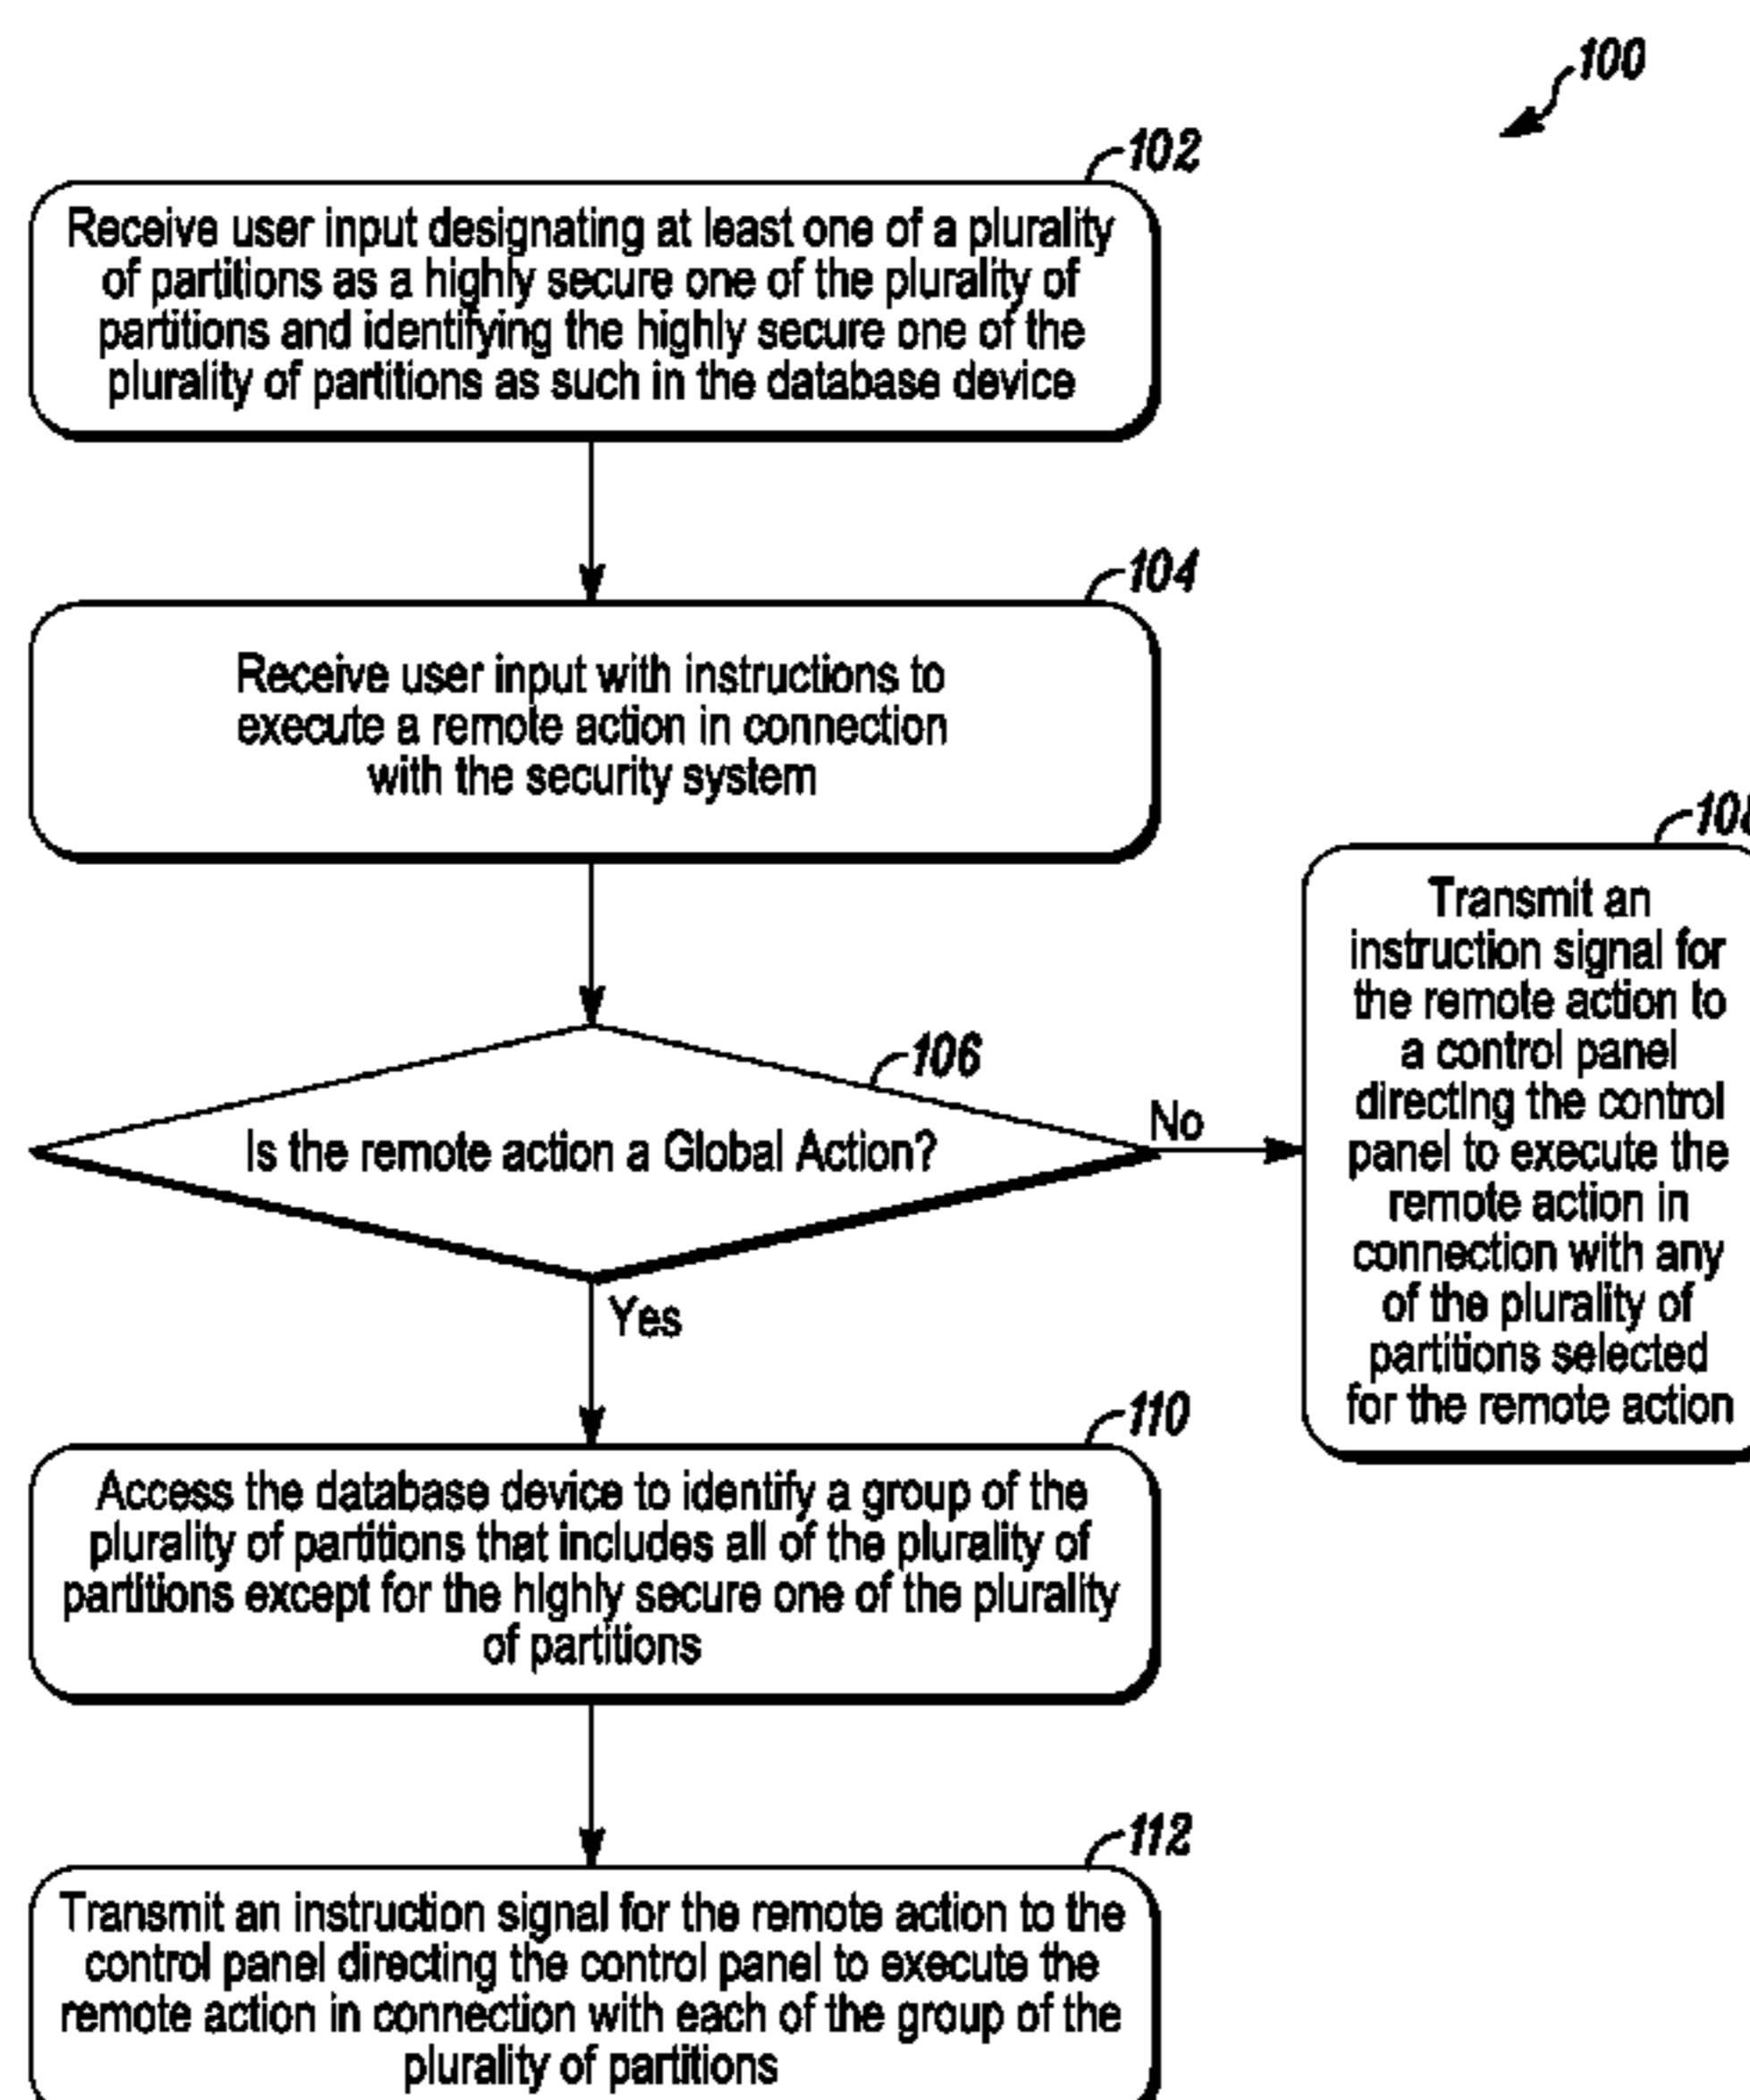 100
102
Receive user input designating at least one of a plurality
of partitions as a highly secure one of the plurality of
partitions and identifying the highly secure one of the
plurality of partitions as such in the database device
104
Receive user input with instructions to
execute a remote action in connection
with the security system
106
Is the remote action a Global Action?
No
Yes
108
Transmit an
instruction signal for
the remote action to
a control panel
directing the control
panel to execute the
remote action in
connection with any
of the plurality of
partitions selected
for the remote action
110
Access the database device to identify a group of the
plurality of partitions that includes all of the plurality of
partitions except for the highly secure one of the plurality
of partitions
112
Transmit an instruction signal for the remote action to the
control panel directing the control panel to execute the
remote action in connection with each of the group of the
plurality of partitions